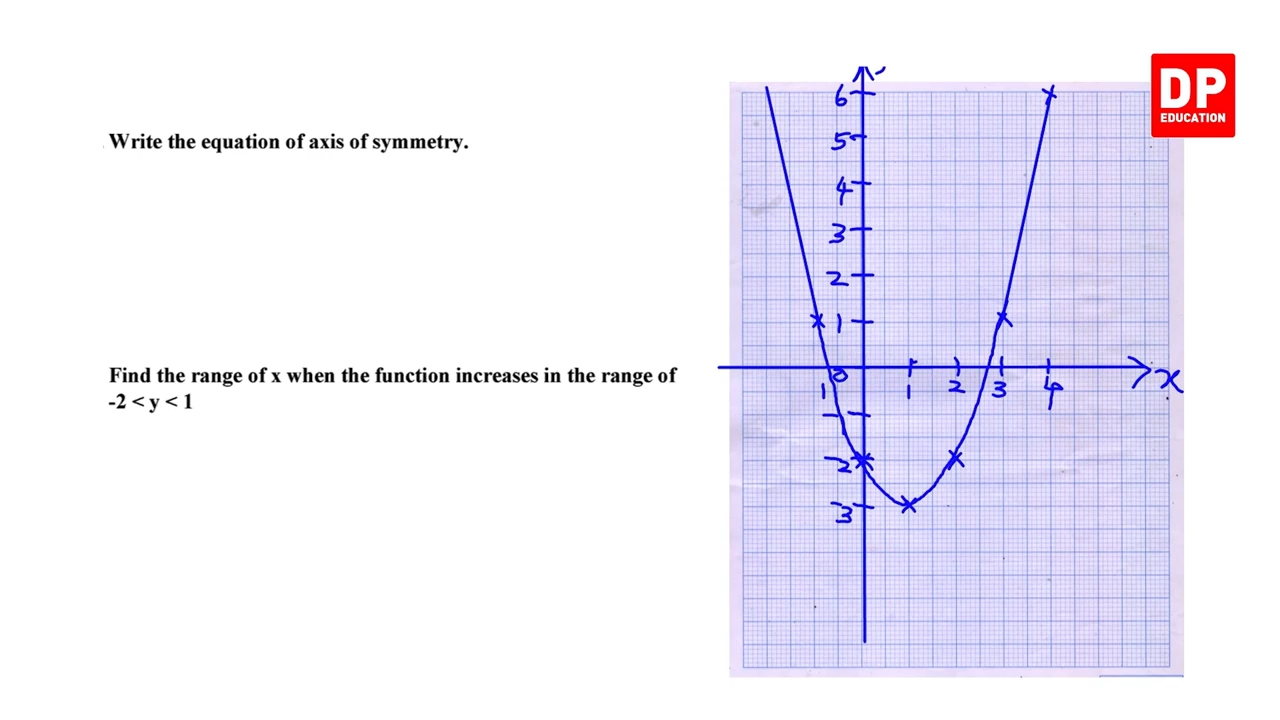 DP
EDUCATION
Write the equation of axis of symmetry.
Find the range of x when the function increases in the range of
-2 < y < 1
6
5
4
3
2
1
0
1
1
2
3
4
x
-2
-3